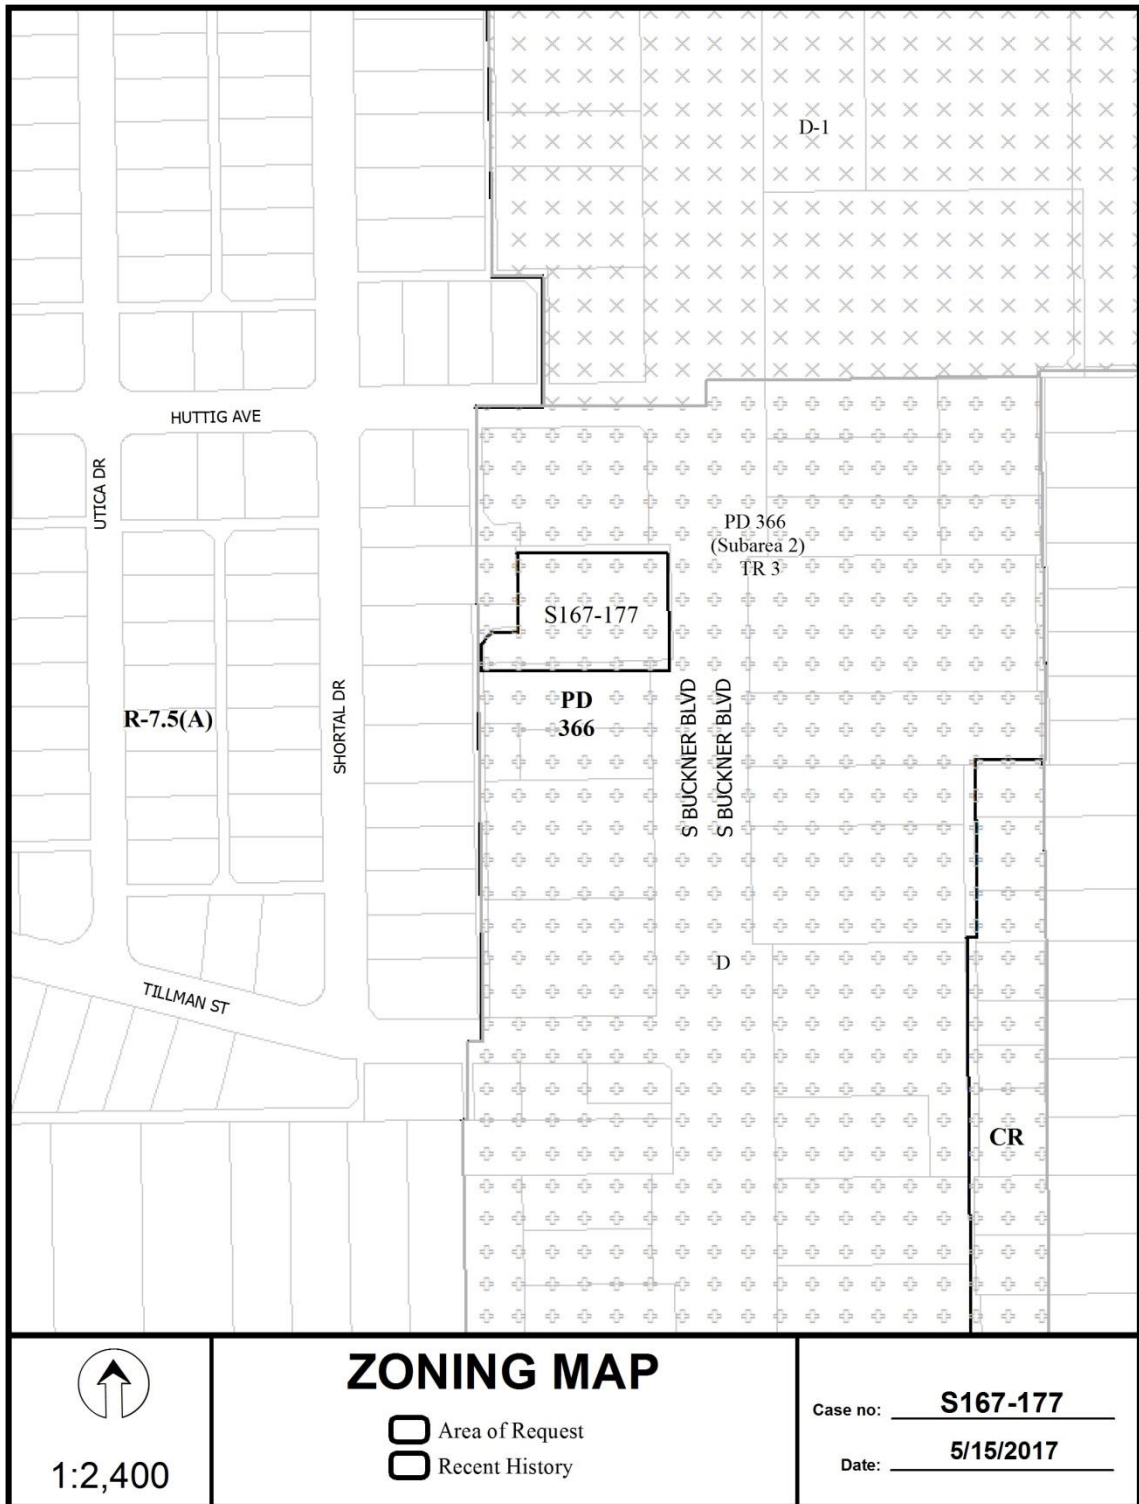 D-1
HUTTIG AVE
UTICA DR
PD 366
(Subarea 2)
TR 3
S167-177
PD
366
R-7.5(A)
SHORTAL DR
S BUCKNER BLVD
S BUCKNER BLVD
D
TILLMAN ST
CR
1:2,400
ZONING MAP
Area of Request
Recent History
Case no: S167-177
Date: 5/15/2017